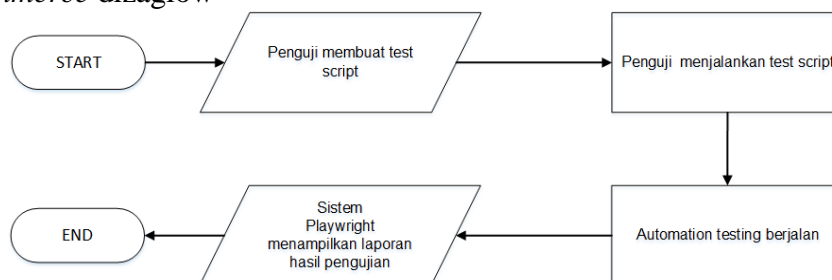 dizaglow
START
Penguji membuat test
script
Penguji menjalankan test script
END
Sistem
Playwright
menampilkan laporan
hasil pengujian
Automation testing berjalan